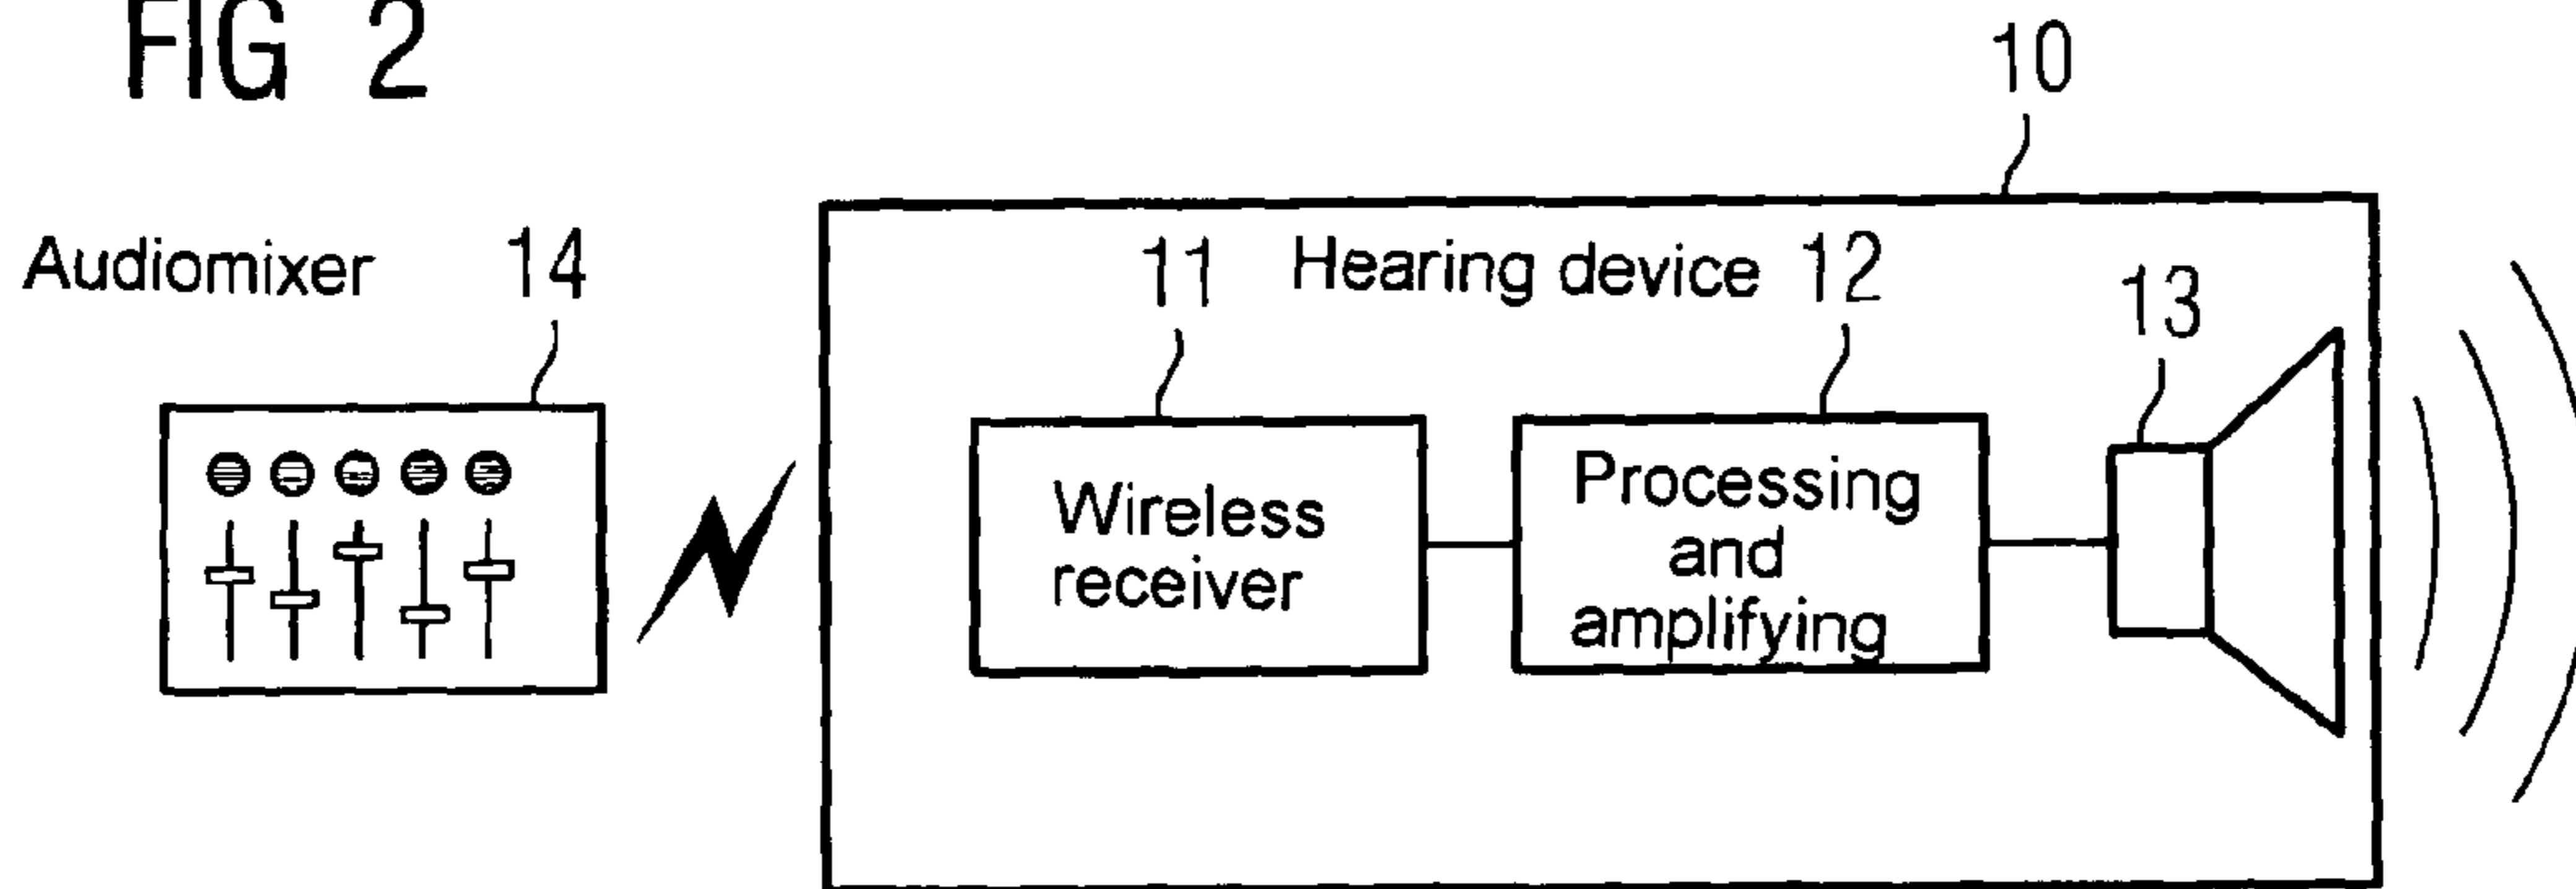 FIG 2
10
Audiomixer 14
11 Hearing device 12
13
Wireless
receiver
Processing
and
amplifying